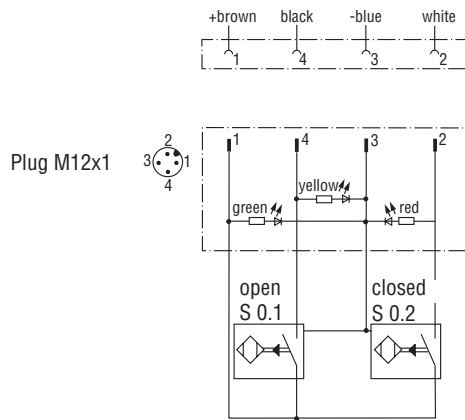 +brown black -blue white
1 4 3 2
Plug M12x1
2
3 1
4
1 4 3 2
yellow
green red
open closed
S 0.1 S 0.2